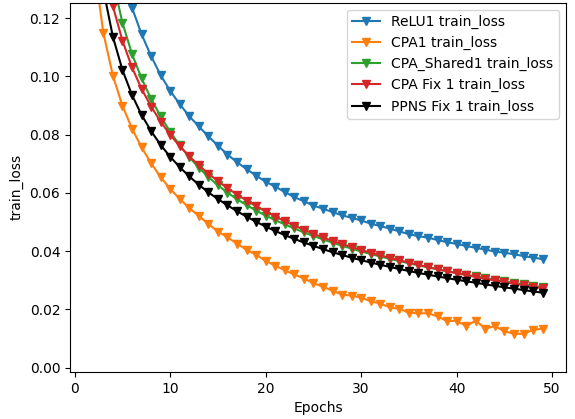 0.12
0.10
0.08
0.06
0.04
0.02
0.00
train_loss
ReLU1 train_loss
CPA1 train_loss
CPA_Shared1 train_loss
CPA Fix 1 train_loss
PPNS Fix 1 train_loss
0 10 20 30 40 50
Epochs